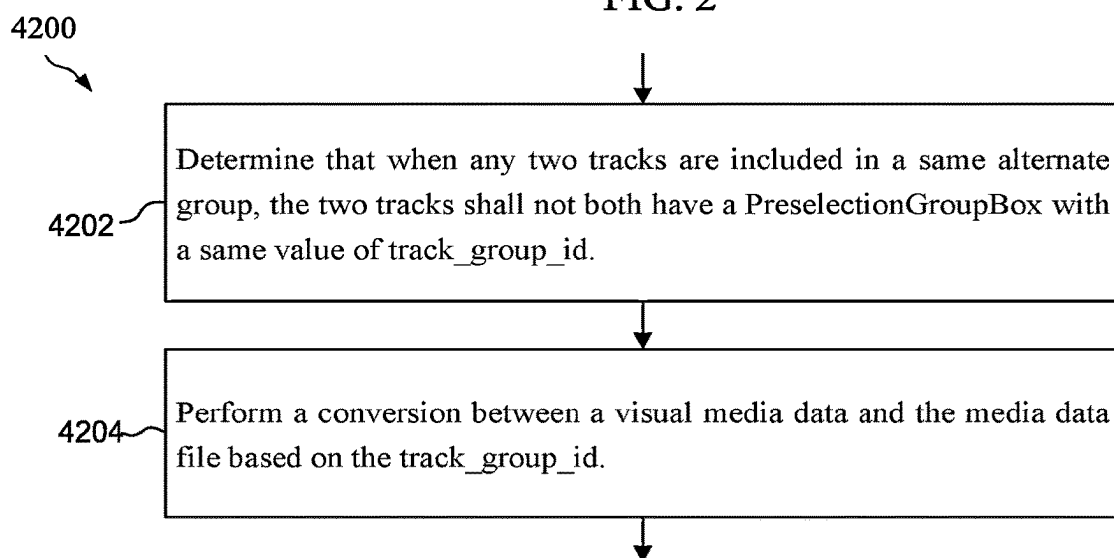 FIG. 2
4200
Determine that when any two tracks are included in a same alternate
group, the two tracks shall not both have a PreselectionGroupBox with
a same value of track_group_id.
4202
Perform a conversion between a visual media data and the media data
file based on the track_group_id.
4204